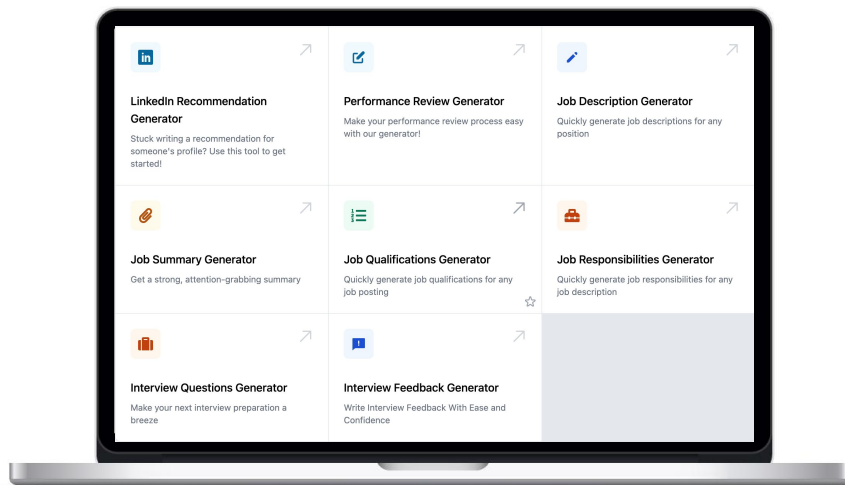 in
LinkedIn Recommendation
Generator
Stuck writing a recommendation for
someone's profile? Use this tool to get
started!
Performance Review Generator
Make your performance review process easy
with our generator!
Job Description Generator
Quickly generate job descriptions for any
position
Job Summary Generator
Get a strong, attention-grabbing summary
Job Qualifications Generator
Quickly generate job qualifications for any
job posting
Job Responsibilities Generator
Quickly generate job responsibilities for any
job description
Interview Questions Generator
Make your next interview preparation a
breeze
Interview Feedback Generator
Write Interview Feedback With Ease and
Confidence